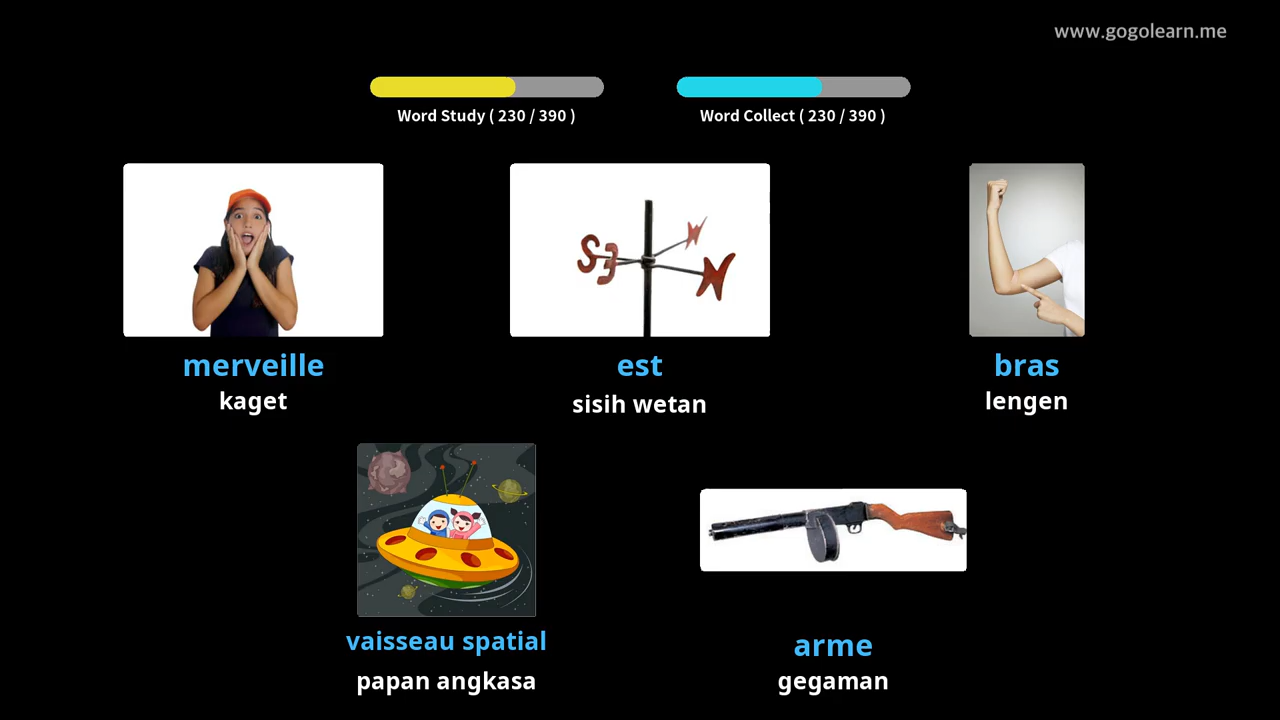 www.gogolearn.me
Word Study ( 230 / 390 )
Word Collect ( 230 / 390 )
S E N
merveille
est
bras
kaget
sisih wetan
lengen
vaisseau spatial
arme
papan angkasa
gegaman